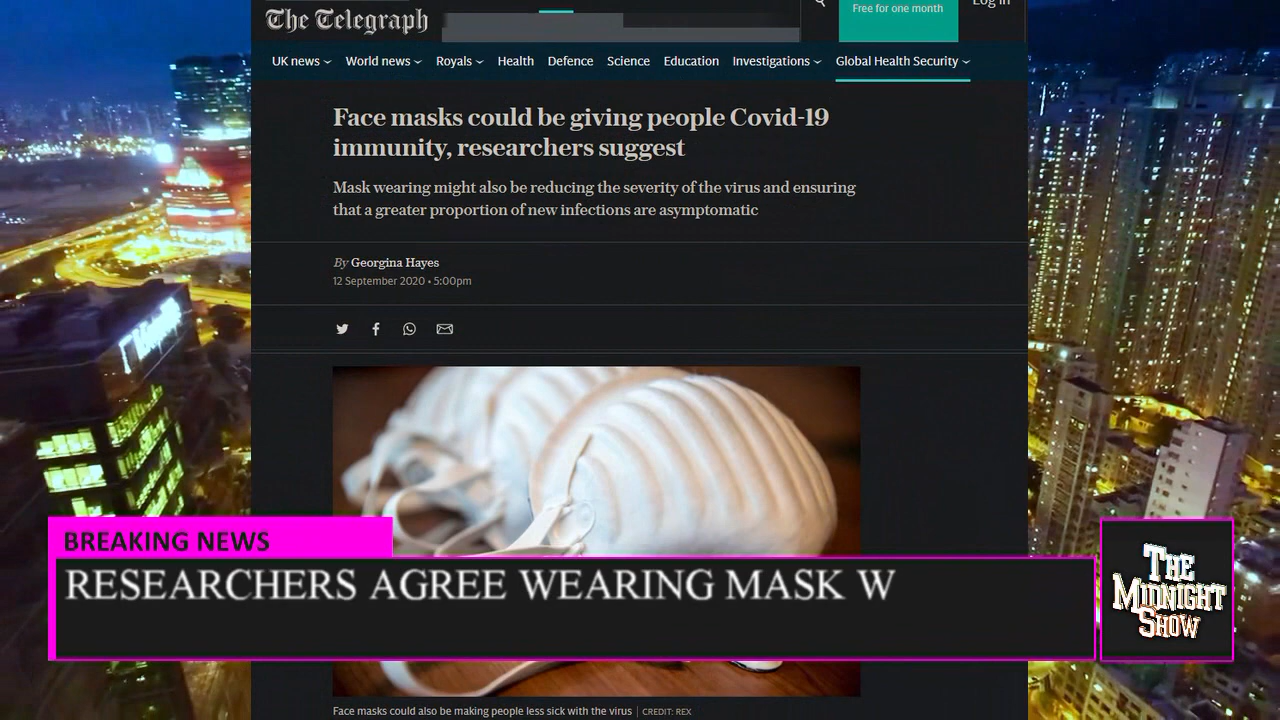 The Telegraph
Free for one month
Log in
UK news World news Royals Health Defence Science Education Investigations Global Health Security
Face masks could be giving people Covid-19
immunity, researchers suggest
Mask wearing might also be reducing the severity of the virus and ensuring
that a greater proportion of new infections are asymptomatic
By Georgina Hayes
12 September 2020 • 5:00pm
BREAKING NEWS
RESEARCHERS AGREE WEARING MASK W
THE
MIDNIGHT
SHOW
Face masks could also be making people less sick with the virus | CREDIT: REX